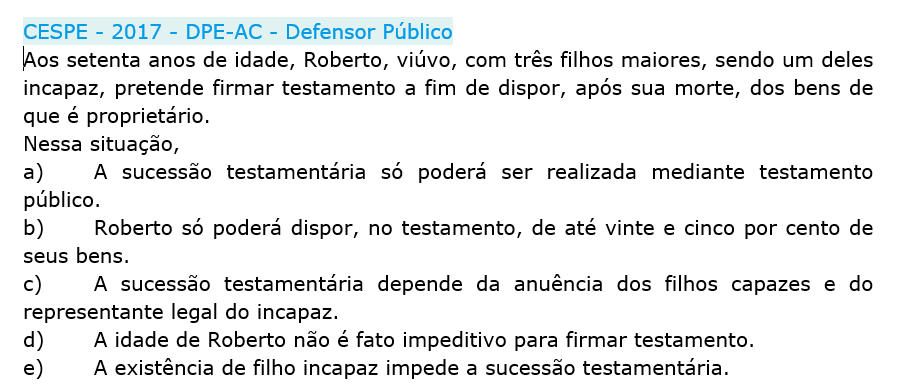 CESPE - 2017 - DPE-AC - Defensor Público
Aos setenta anos de idade, Roberto, viúvo, com três filhos maiores, sendo um deles
incapaz, pretende firmar testamento a fim de dispor, após sua morte, dos bens de
que é proprietário.
Nessa situação,
a) A sucessão testamentária só poderá ser realizada mediante testamento
público.
b) Roberto só poderá dispor, no testamento, de até vinte e cinco por cento de
seus bens.
c) A sucessão testamentária depende da anuência dos filhos capazes e do
representante legal do incapaz.
d) A idade de Roberto não é fato impeditivo para firmar testamento.
e) A existência de filho incapaz impede a sucessão testamentária.